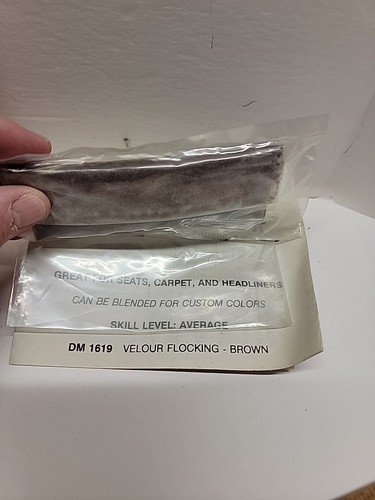 GREAT FOR SEATS, CARPET, AND HEADLINERS
CAN BE BLENDED FOR CUSTOM COLORS
SKILL LEVEL: AVERAGE
DM 1619 VELOUR FLOCKING - BROWN